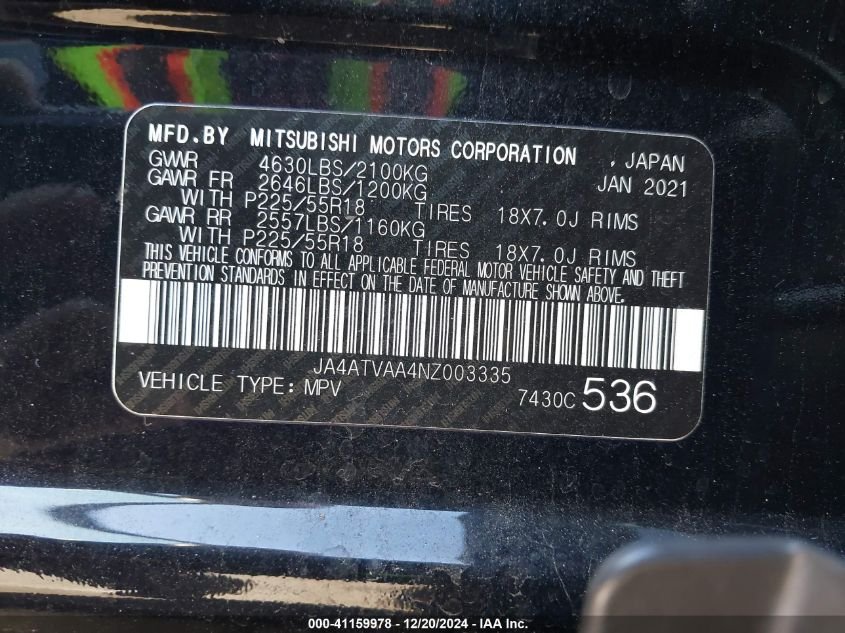 MFD.BY MITSUBISHI MOTORS CORPORATION , JAPAN
GVWR 4630LBS/2100KG JAN 2021
GAWR FR 2646LBS/1200KG
WITH P225/55R18 TIRES 18X7.0J RIMS
GAWR RR 2557LBS/1160KG
WITH P225/55R18 TIRES 18X7.0J RIMS
THIS VEHICLE CONFORMS TO ALL APPLICABLE FEDERAL MOTOR VEHICLE SAFETY AND THEFT
PREVENTION STANDARDS IN EFFECT ON THE DATE OF MANUFACTURE SHOWN ABOVE.
JA4ATVAA4NZ003335
VEHICLE TYPE: MPV 7430C 536
000-41159978 - 12/20/2024 - IAA Inc.